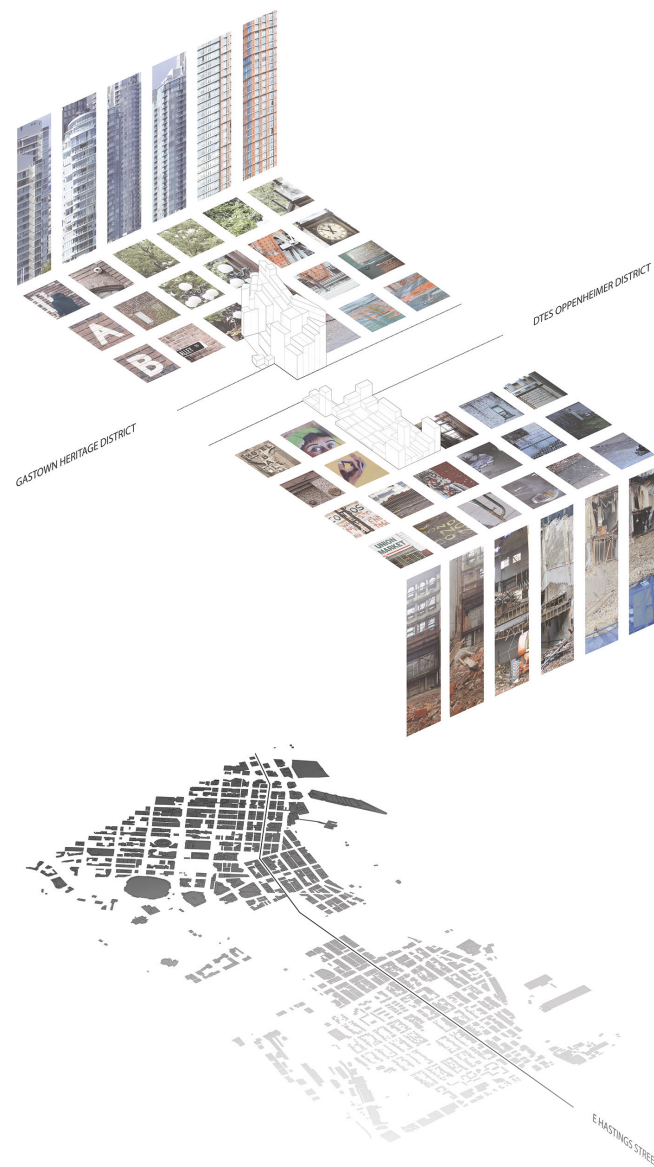 DTES OPPENHEIMER DISTRICT
GASTOWN HERITAGE DISTRICT
A
B
UNION
MARKET
E HASTINGS STREE